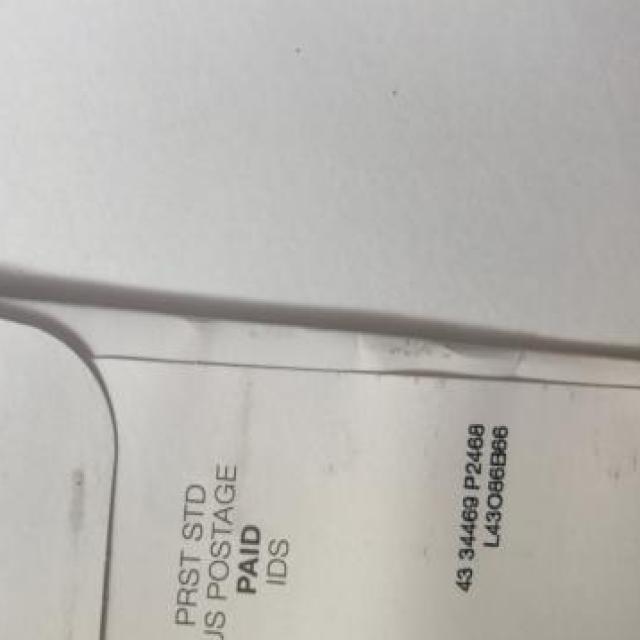 PRST STD
US POSTAGE
PAID
IDS
43 34469 P2468
L43O86B66